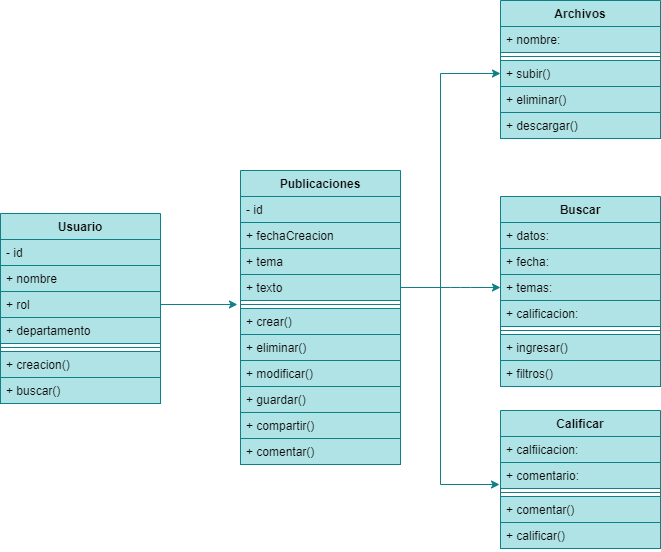 Usuario
- id
+ nombre
+ rol
+ departamento
+ creacion()
+ buscar()
Publicaciones
- id
+ fechaCreacion
+ tema
+ texto
+ crear()
+ eliminar()
+ modificar()
+ guardar()
+ compartir()
+ comentar()
Archivos
+ nombre:
+ subir()
+ eliminar()
+ descargar()
Buscar
+ datos:
+ fecha:
+ temas:
+ calificacion:
+ ingresar()
+ filtros()
Calificar
+ calfiicacion:
+ comentario:
+ comentar()
+ calificar()